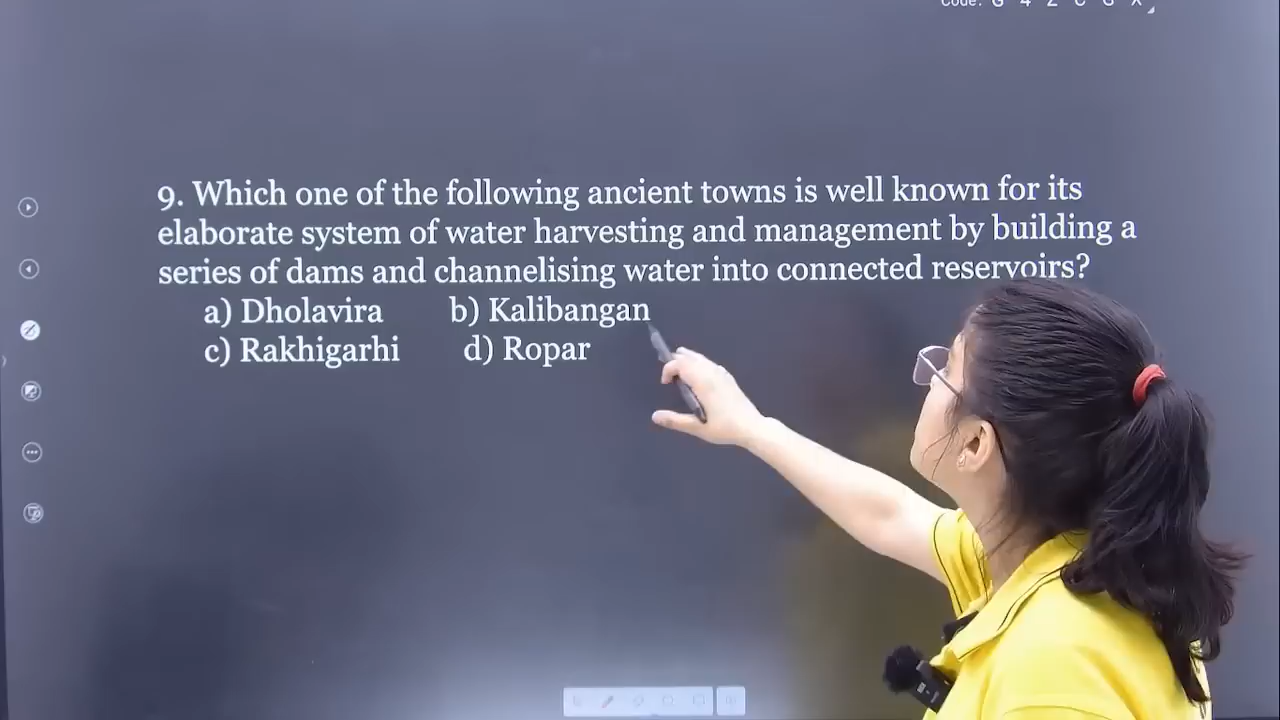 9. Which one of the following ancient towns is well known for its
elaborate system of water harvesting and management by building a
series of dams and channelising water into connected reservoirs?
a) Dholavira b) Kalibangan
c) Rakhigarhi d) Ropar